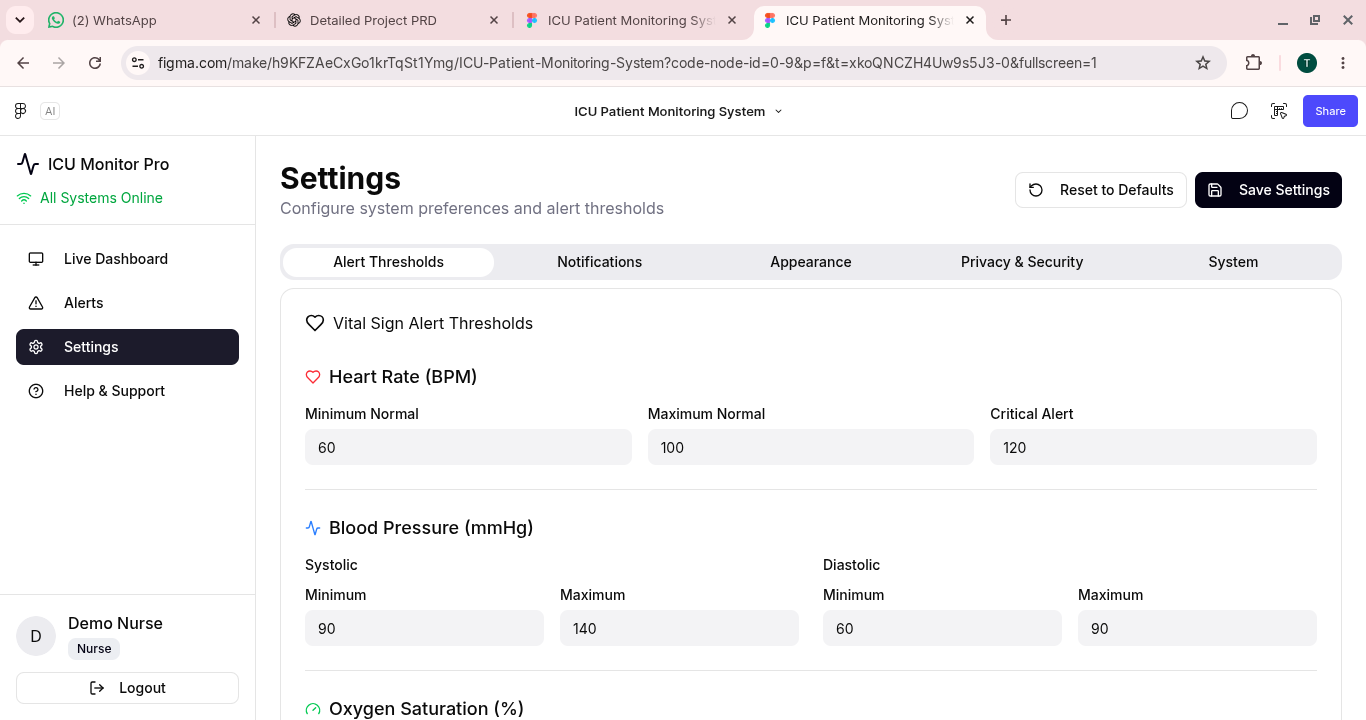 (2) WhatsApp
Detailed Project PRD
ICU Patient Monitoring Sys
ICU Patient Monitoring Sys
figma.com/make/h9KFZAeCxGo1krTqSt1Ymg/ICU-Patient-Monitoring-System?code-node-id=0-9&p=f&t=xkoQNCZH4Uw9s5J3-0&fullscreen=1
T
AI
ICU Patient Monitoring System
Share
ICU Monitor Pro
All Systems Online
Live Dashboard
Alerts
Settings
Help & Support
Demo Nurse
D
Nurse
Logout
Settings
Configure system preferences and alert thresholds
Reset to Defaults
Save Settings
Alert Thresholds
Notifications
Appearance
Privacy & Security
System
Vital Sign Alert Thresholds
Heart Rate (BPM)
Minimum Normal
Maximum Normal
Critical Alert
60
100
120
Blood Pressure (mmHg)
Systolic
Diastolic
Minimum
Maximum
Minimum
Maximum
90
140
60
90
Oxygen Saturation (%)